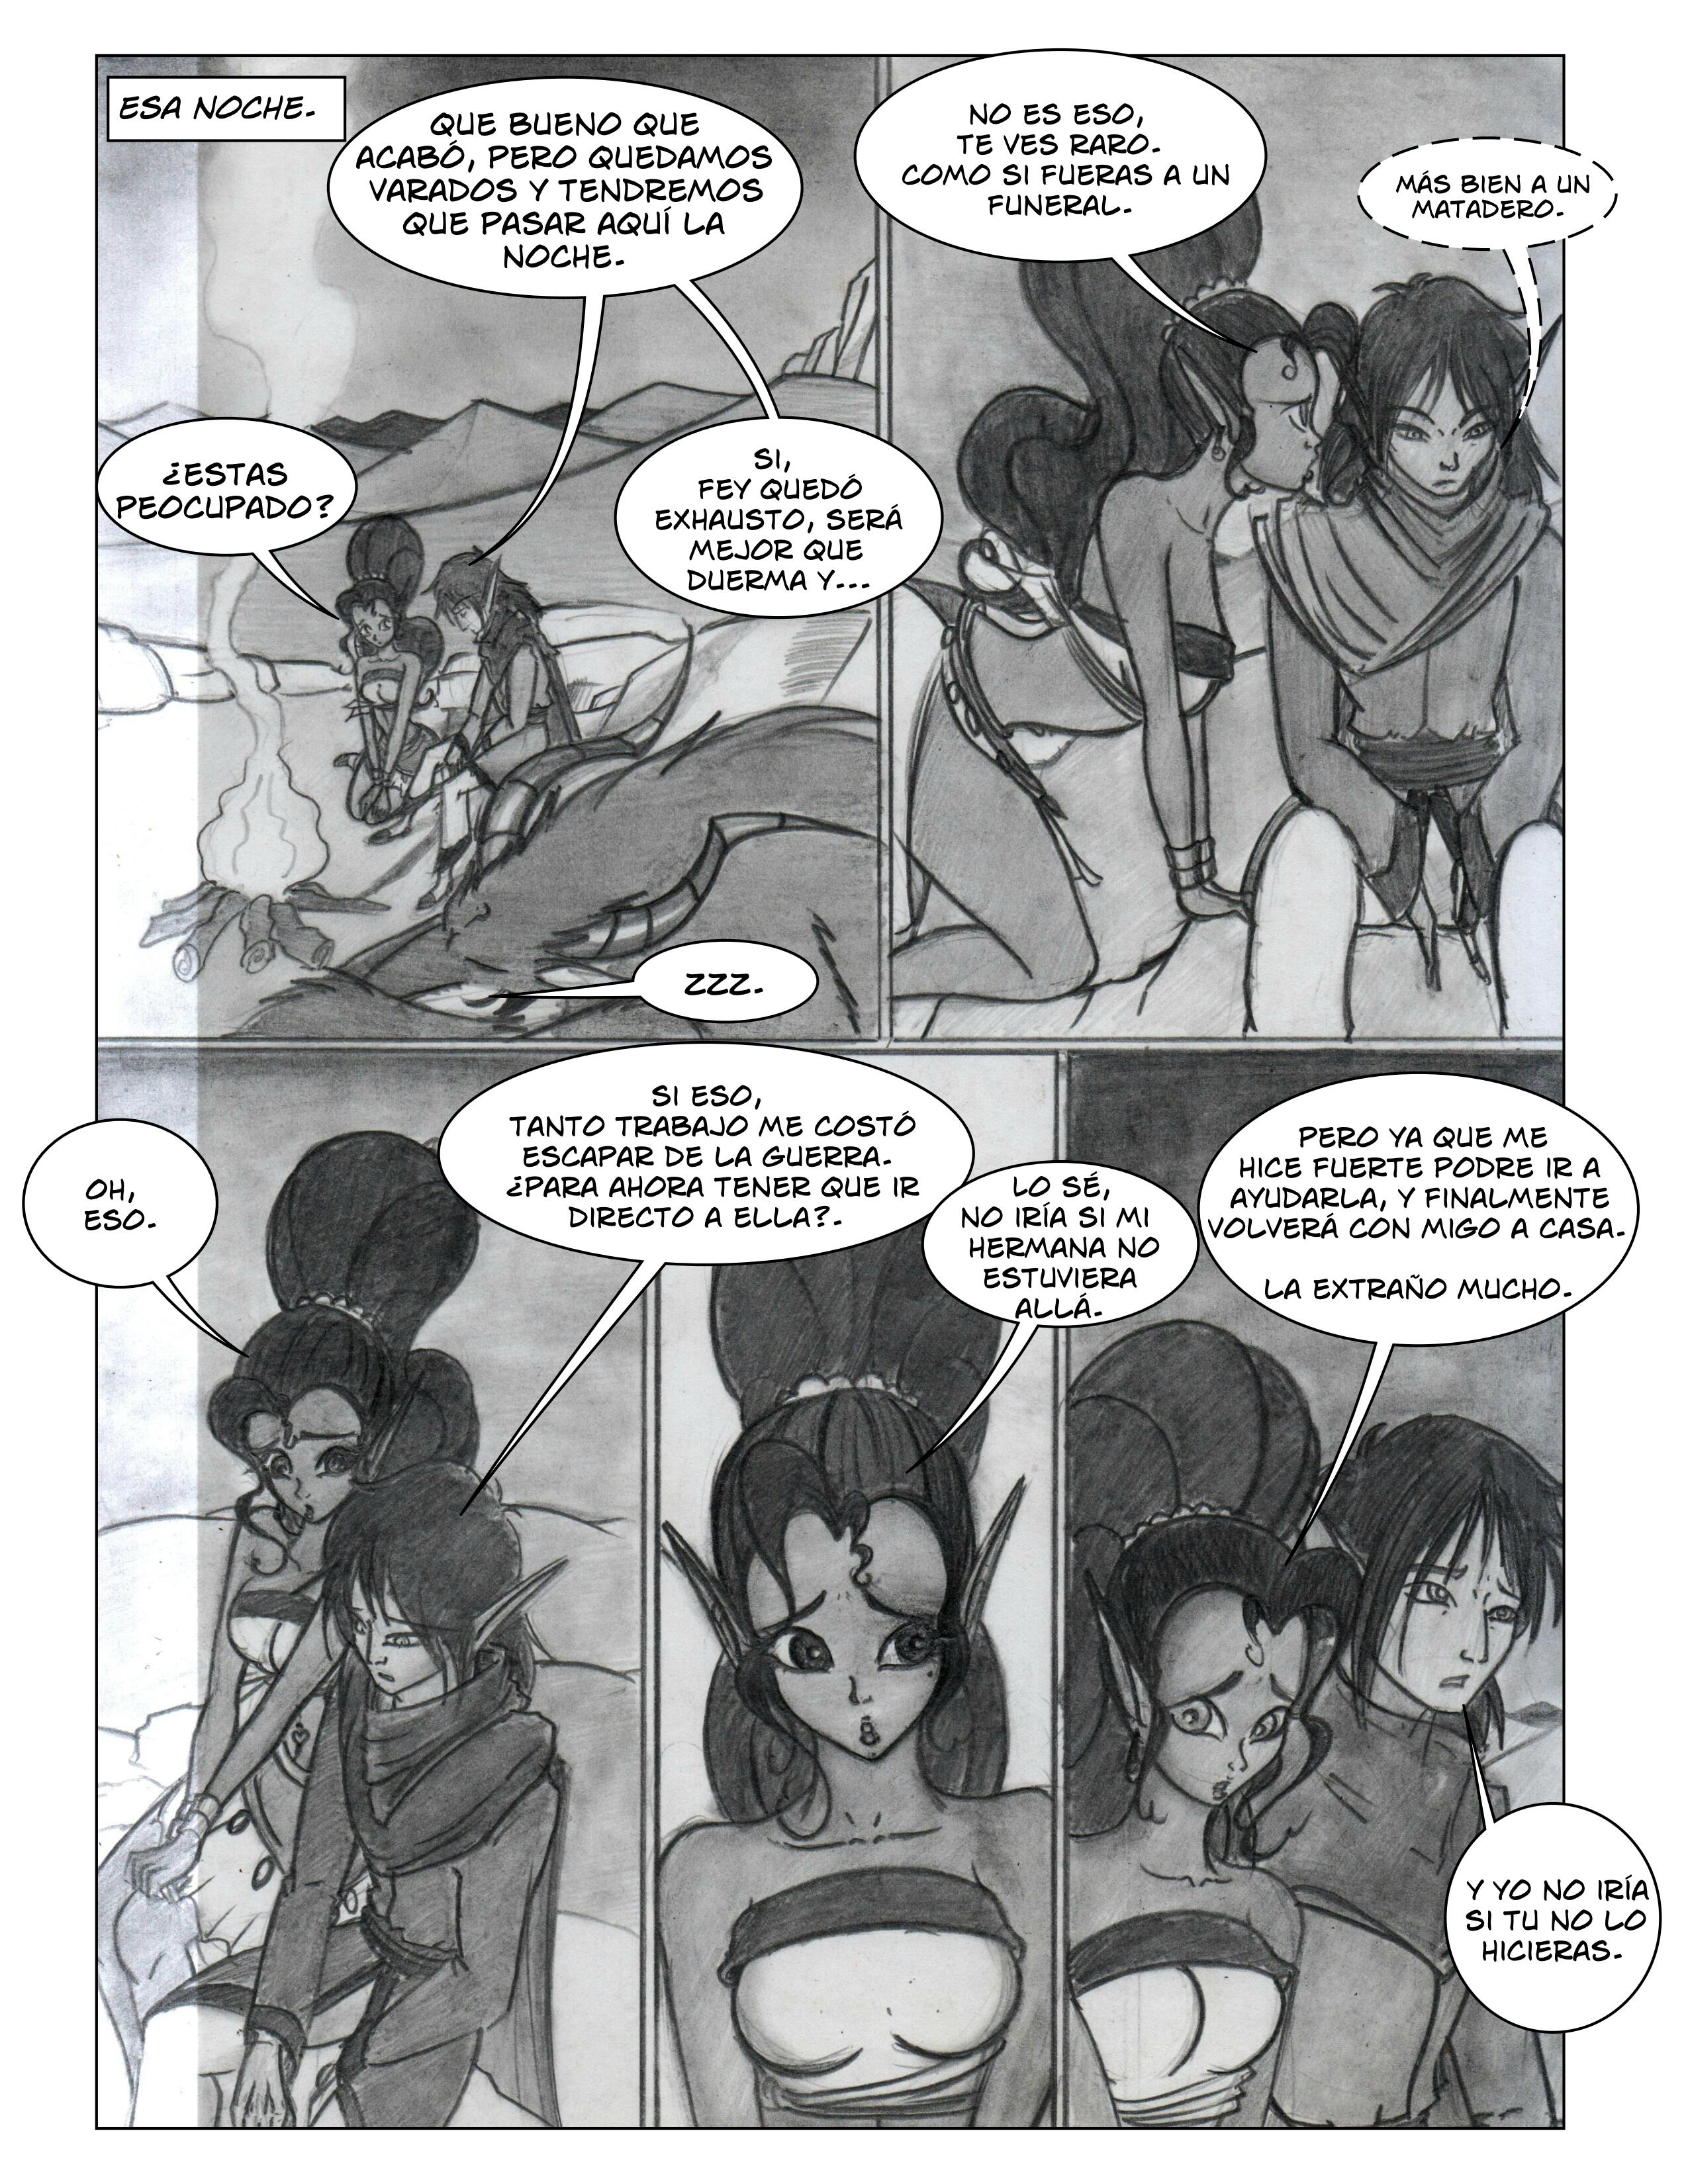 ESA NOCHE.
QUE BUENO QUE
ACABÓ, PERO QUEDAMOS
VARADOS Y TENDREMOS
QUE PASAR AQUÍ LA
NOCHE.
¿ESTAS
PEOCUPADO?
SI,
FEY QUEDÓ
EXHAUSTO, SERÁ
MEJOR QUE
DUERMA Y...
ZZZ.
NO ES ESO,
TE VES RARO.
COMO SI FUERAS A UN
FUNERAL.
MÁS BIEN A UN
MATADERO.
OH,
ESO.
SI ESO,
TANTO TRABAJO ME COSTÓ
ESCAPAR DE LA GUERRA.
¿PARA AHORA TENER QUE IR
DIRECTO A ELLA?.
LO SÉ,
NO IRÍA SI MI
HERMANA NO
ESTUVIERA
ALLÁ.
PERO YA QUE ME
HICE FUERTE PODRE IR A
AYUDARLA, Y FINALMENTE
VOLVERÁ CON MIGO A CASA.
LA EXTRAÑO MUCHO.
Y YO NO IRÍA
SI TU NO LO
HICIERAS.